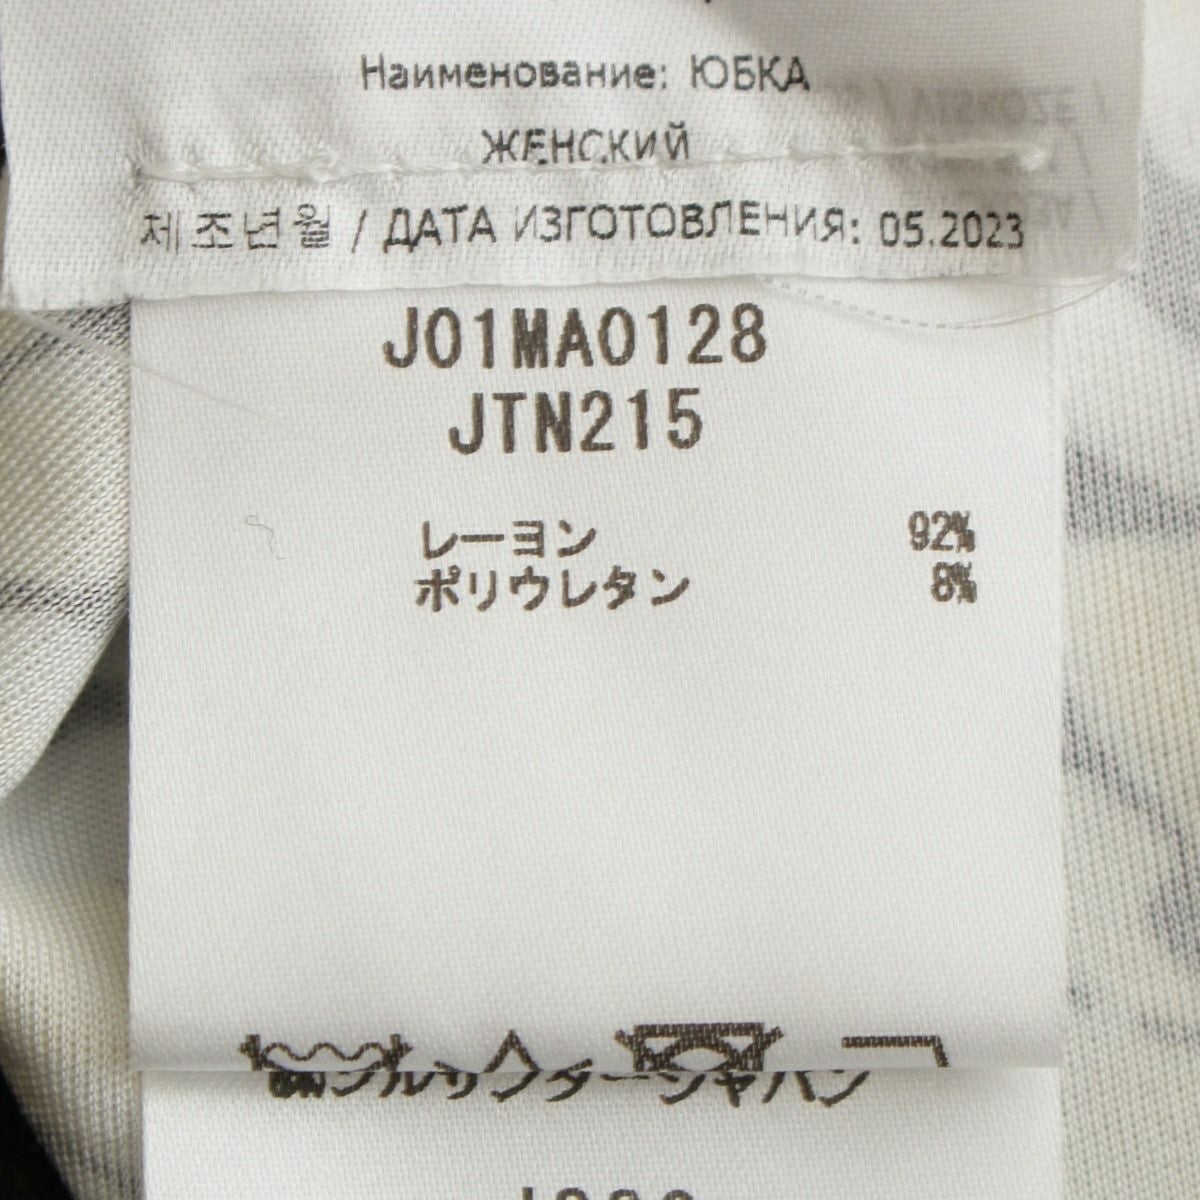 Наименование: ЮБКА
ЖЕНСКИЙ
제조년월 / ДАТА ИЗГОТОВЛЕНИЯ: 05.2023
J01MA0128
JTN215
レーヨン 92%
ポリウレタン 8%